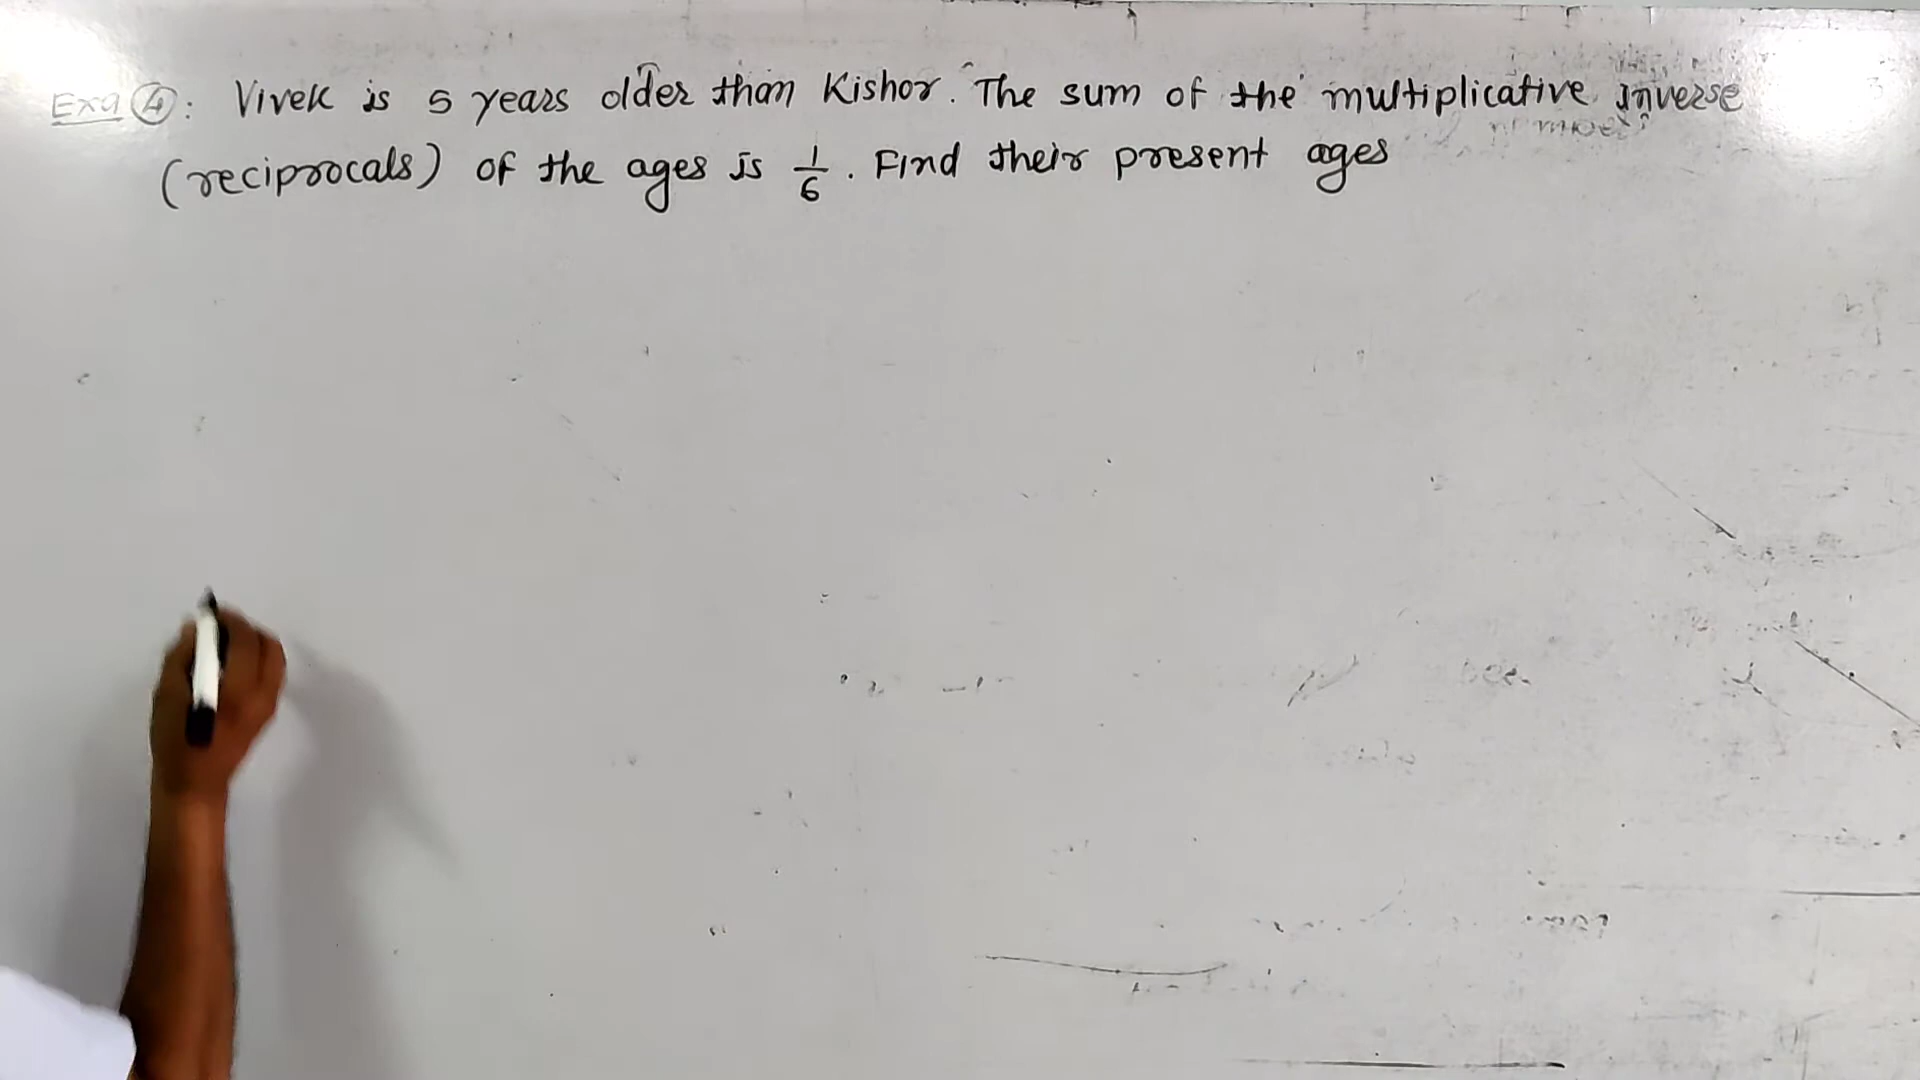 Exa ④: Vivek is 5 years older than Kishor. The sum of the multiplicative inverse
(reciprocals) of the ages is 1/6. Find their present ages